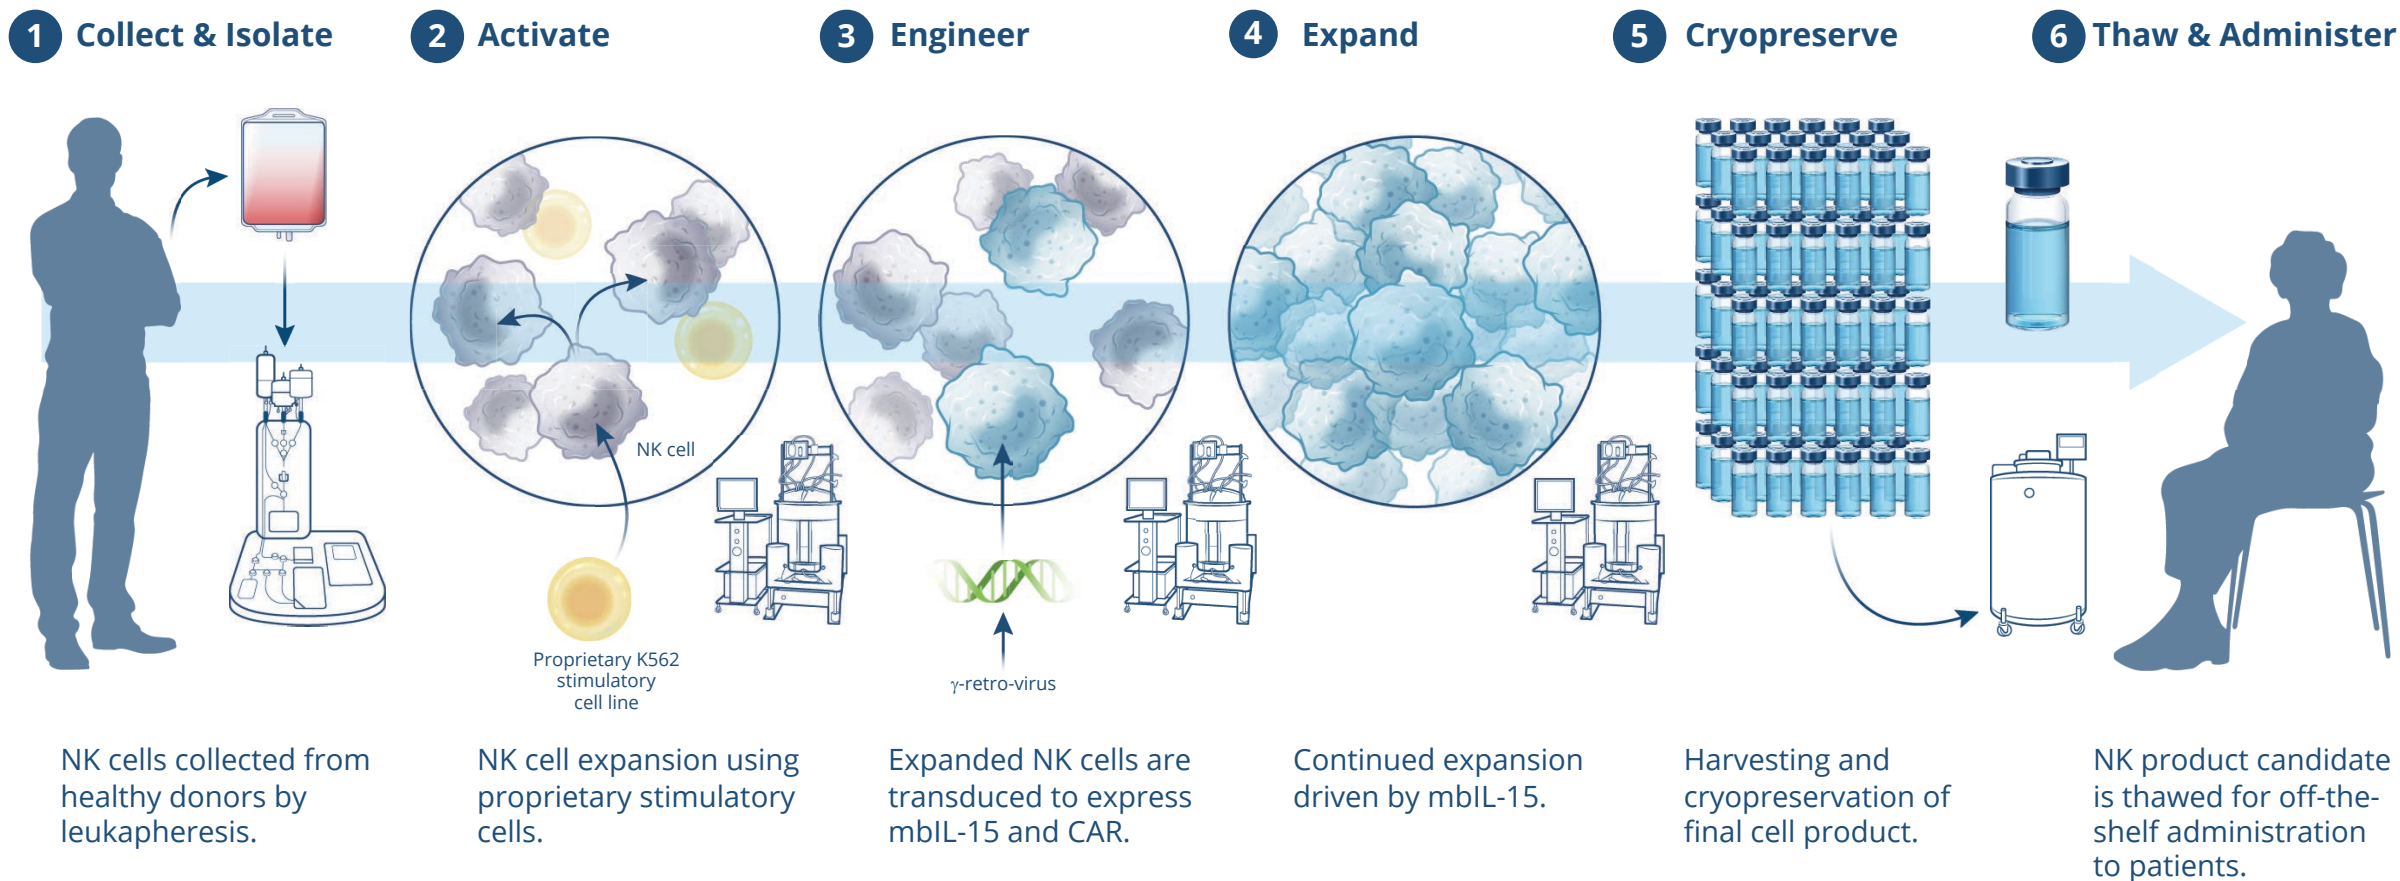 1 Collect & Isolate
2 Activate
3 Engineer
4 Expand
5 Cryopreserve
6 Thaw & Administer
NK cell
Proprietary K562
stimulatory
cell line
γ-retro-virus
NK cells collected from
healthy donors by
leukapheresis.
NK cell expansion using
proprietary stimulatory
cells.
Expanded NK cells are
transduced to express
mbIL-15 and CAR.
Continued expansion
driven by mbIL-15.
Harvesting and
cryopreservation of
final cell product.
NK product candidate
is thawed for off-the-
shelf administration
to patients.